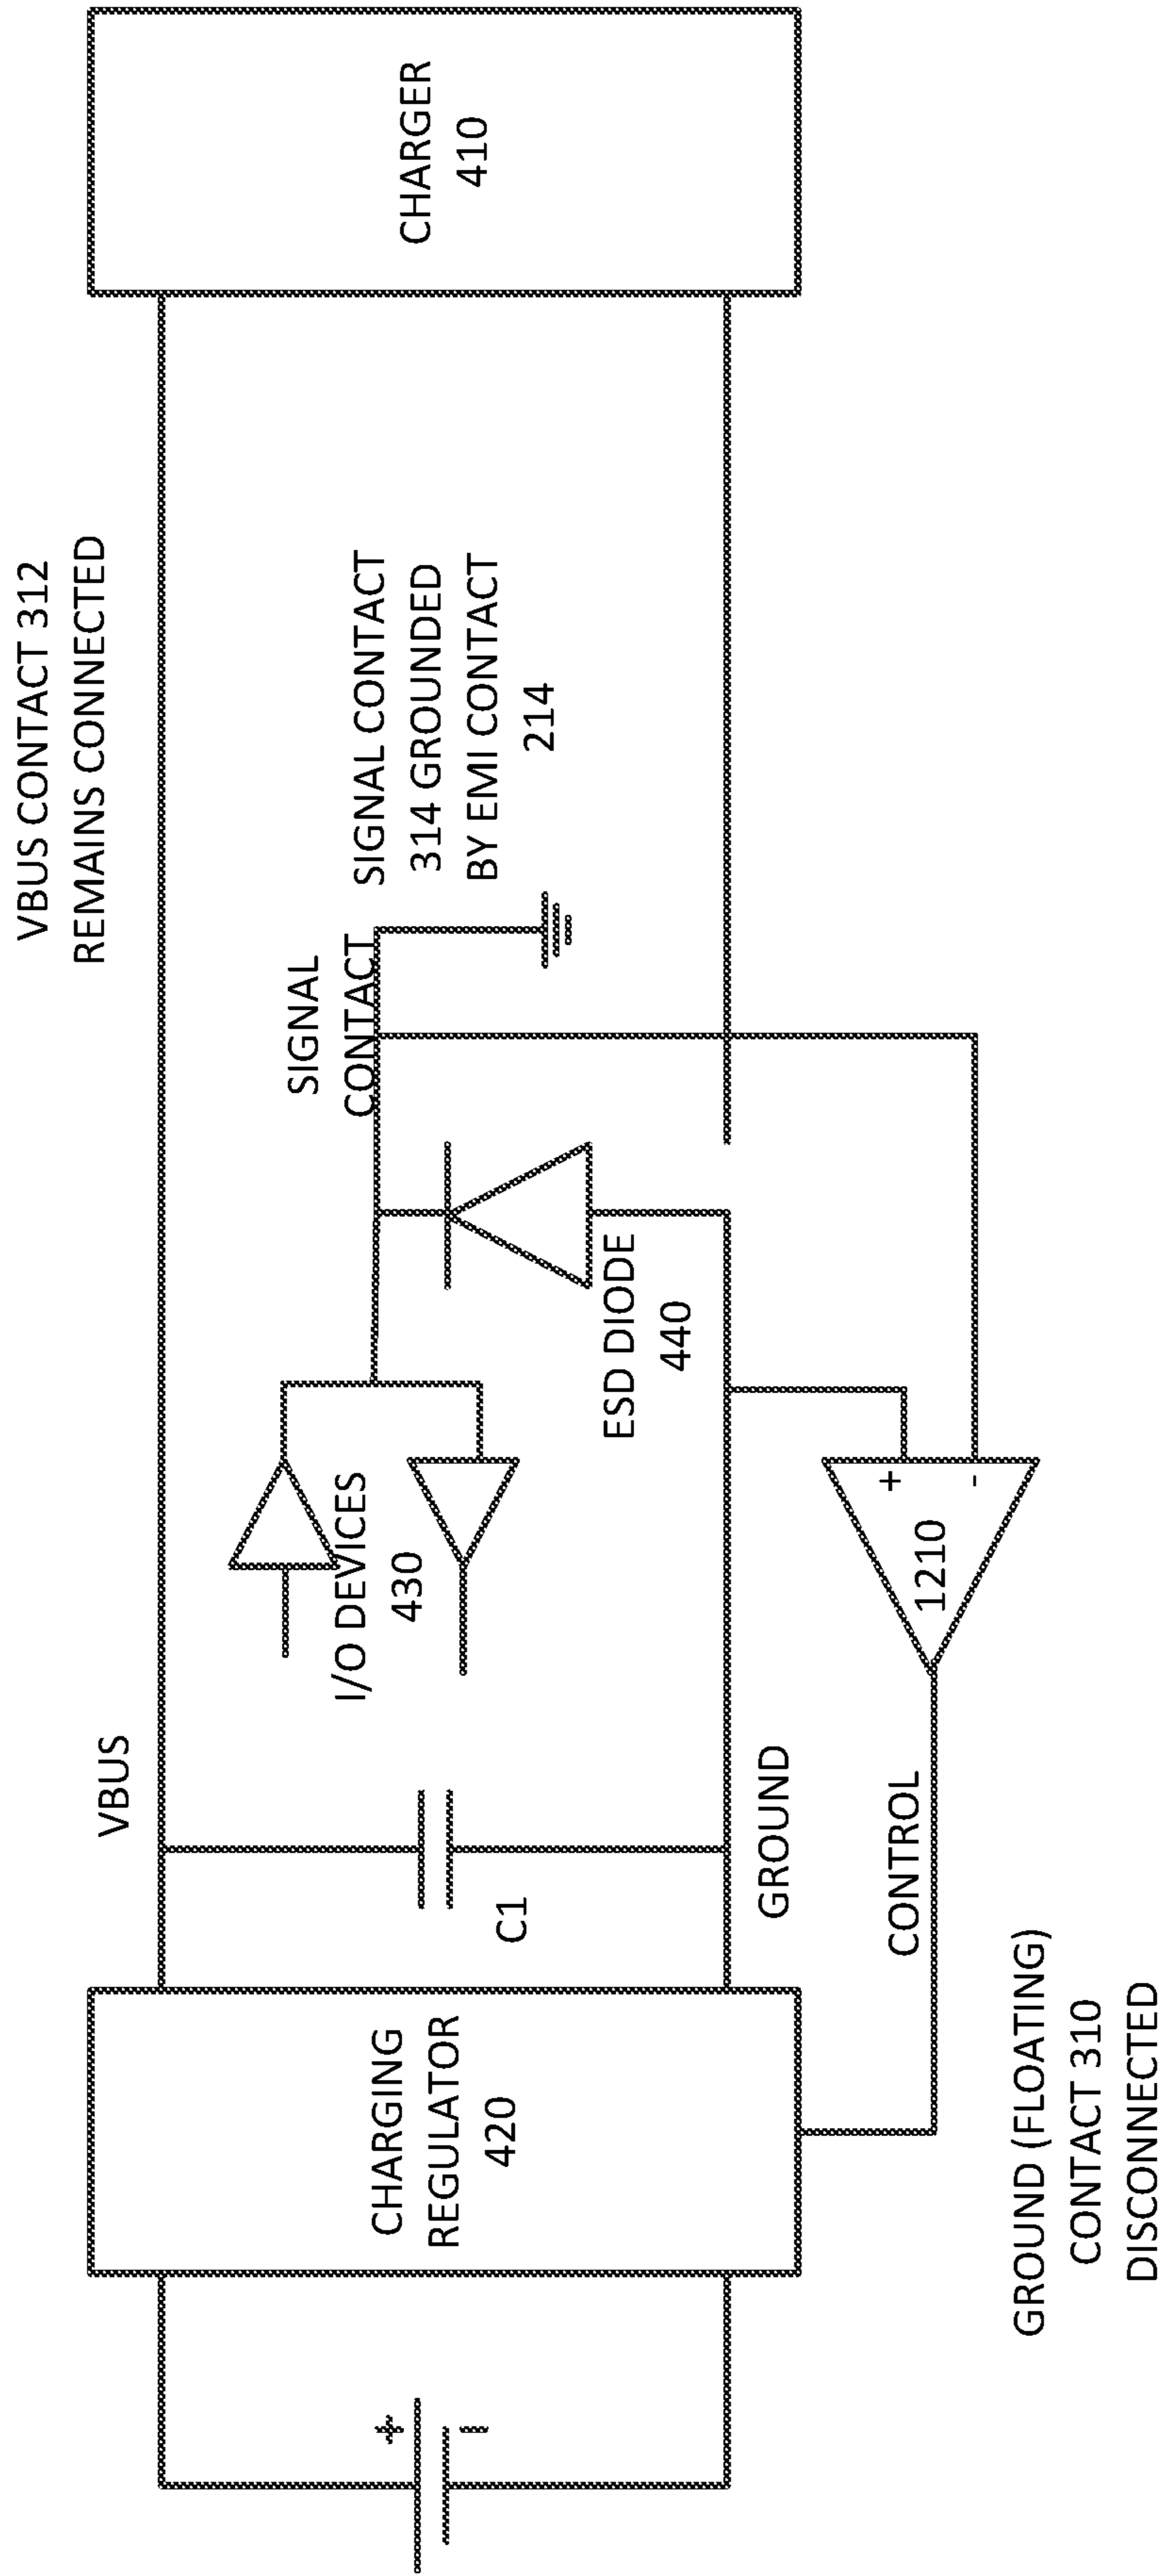 VBUS CONTACT 312
REMAINS CONNECTED
VBUS
SIGNAL
CONTACT
SIGNAL CONTACT
314 GROUNDED
BY EMI CONTACT
214
CHARGER
410
+
-
CHARGING
REGULATOR
420
C1
I/O DEVICES
430
ESD DIODE
440
GROUND
CONTROL
+
-
1210
GROUND (FLOATING)
CONTACT 310
DISCONNECTED